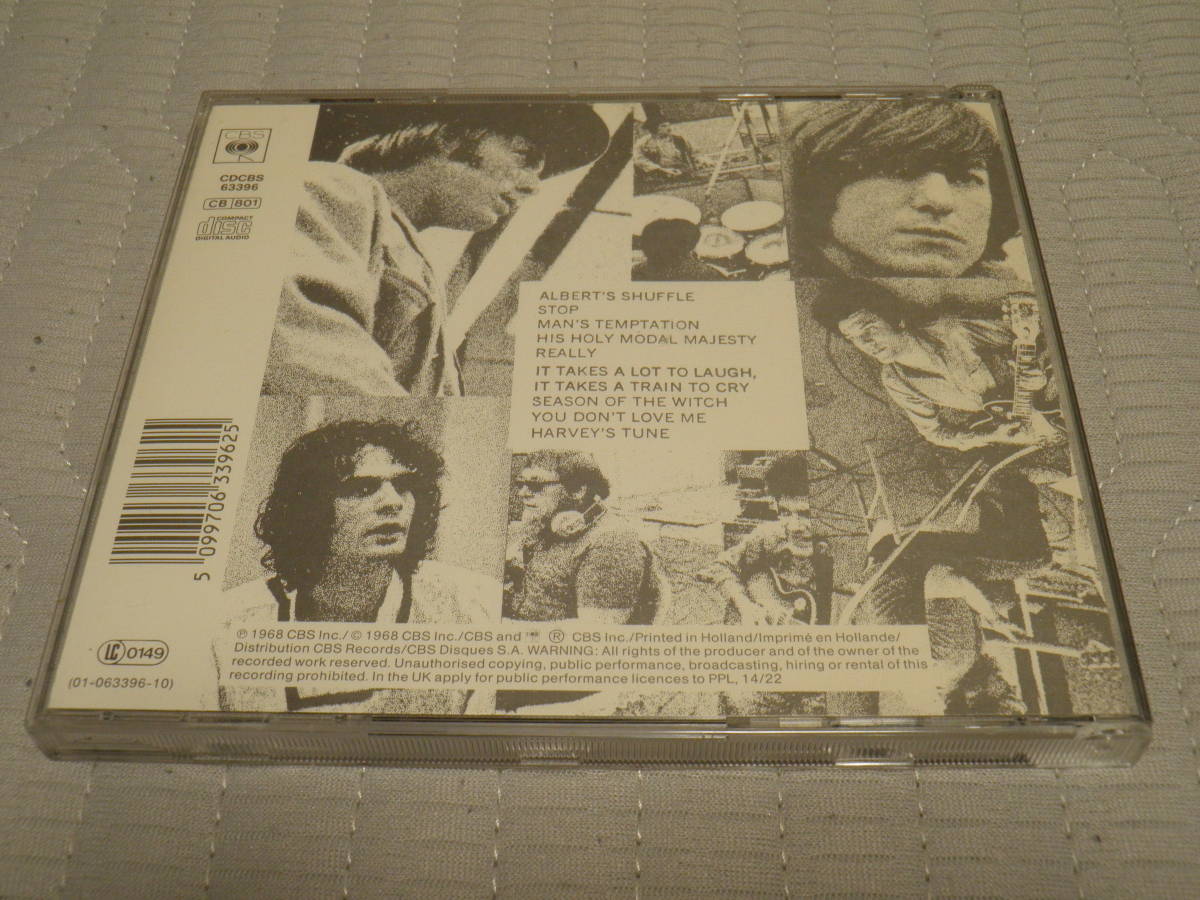 CBS
CDCBS
63396
CB 801
COMPACT
disc
DIGITAL AUDIO
ALBERT'S SHUFFLE
STOP
MAN'S TEMPTATION
HIS HOLY MODAL MAJESTY
REALLY
IT TAKES A LOT TO LAUGH,
IT TAKES A TRAIN TO CRY
SEASON OF THE WITCH
YOU DON'T LOVE ME
HARVEY'S TUNE
5 099706 339625
LC 0149
(01-063396-10)
℗ 1968 CBS Inc./© 1968 CBS Inc./CBS and ® CBS Inc./Printed in Holland/Imprimé en Hollande/
Distribution CBS Records/CBS Disques S.A. WARNING: All rights of the producer and of the owner of the
recorded work reserved. Unauthorised copying, public performance, broadcasting, hiring or rental of this
recording prohibited. In the UK apply for public performance licences to PPL, 14/22